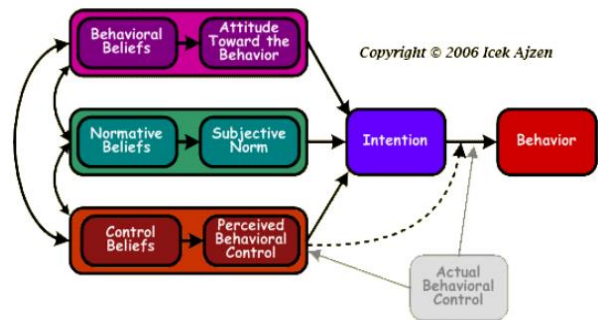 Behavioral
Beliefs
Attitude
Toward the
Behavior
Copyright © 2006 Icek Ajzen
Normative
Beliefs
Subjective
Norm
Intention
Behavior
Control
Beliefs
Perceived
Behavioral
Control
Actual
Behavioral
Control